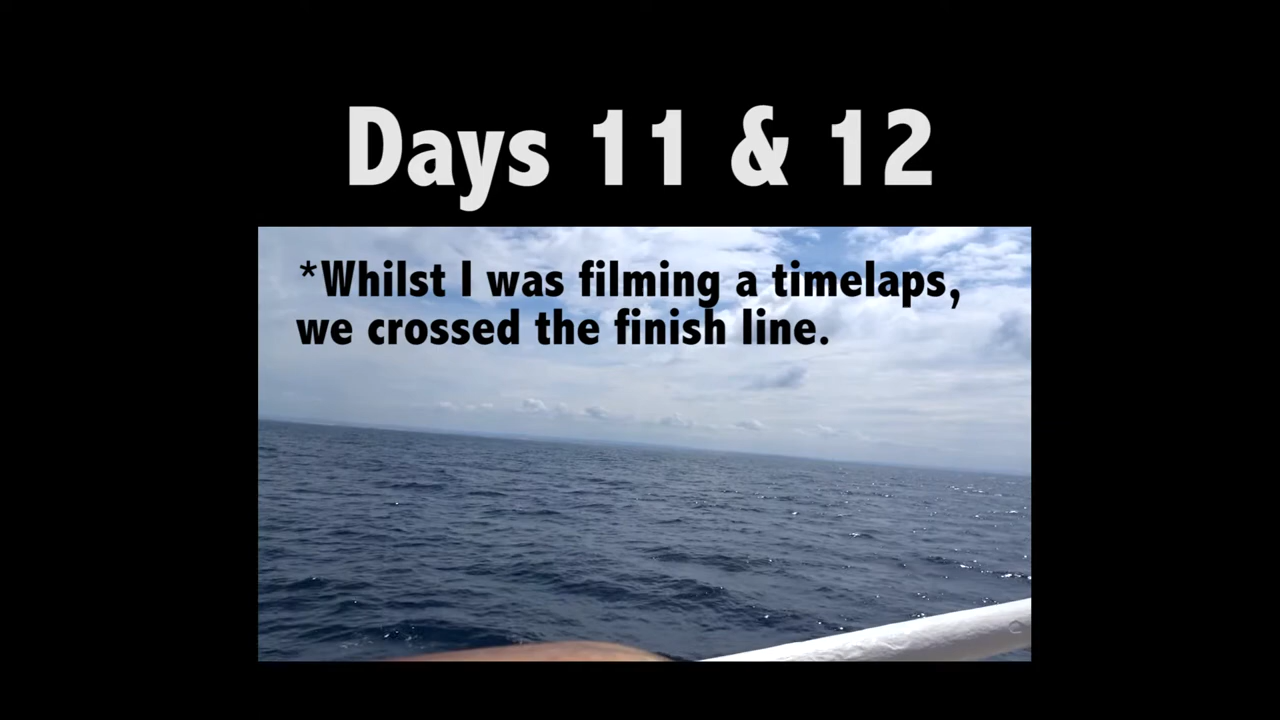 Days 11 & 12
*Whilst I was filming a timelaps,
we crossed the finish line.